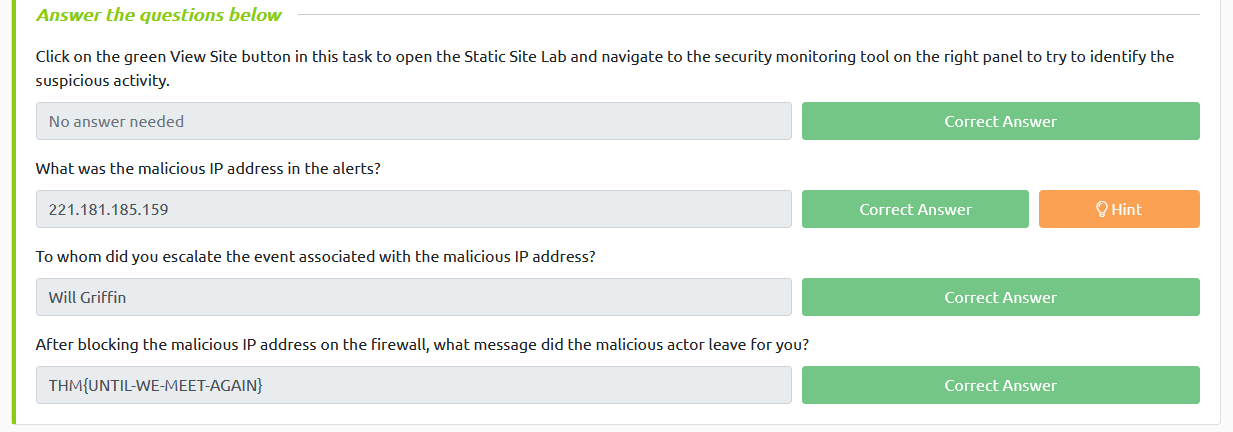 Answer the questions below
Click on the green View Site button in this task to open the Static Site Lab and navigate to the security monitoring tool on the right panel to try to identify the
suspicious activity.
No answer needed
Correct Answer
What was the malicious IP address in the alerts?
221.181.185.159
Correct Answer
Hint
To whom did you escalate the event associated with the malicious IP address?
Will Griffin
Correct Answer
After blocking the malicious IP address on the firewall, what message did the malicious actor leave for you?
THM{UNTIL-WE-MEET-AGAIN}
Correct Answer